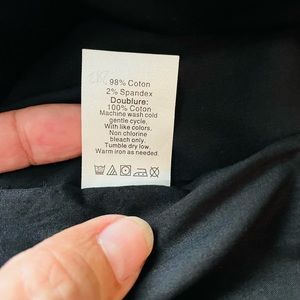 98% Coton
2% Spandex
Doublure:
100% Coton
Machine wash cold
gentle cycle,
With like colors.
Non chlorine
bleach only.
Tumble dry low.
Warm iron as needed.